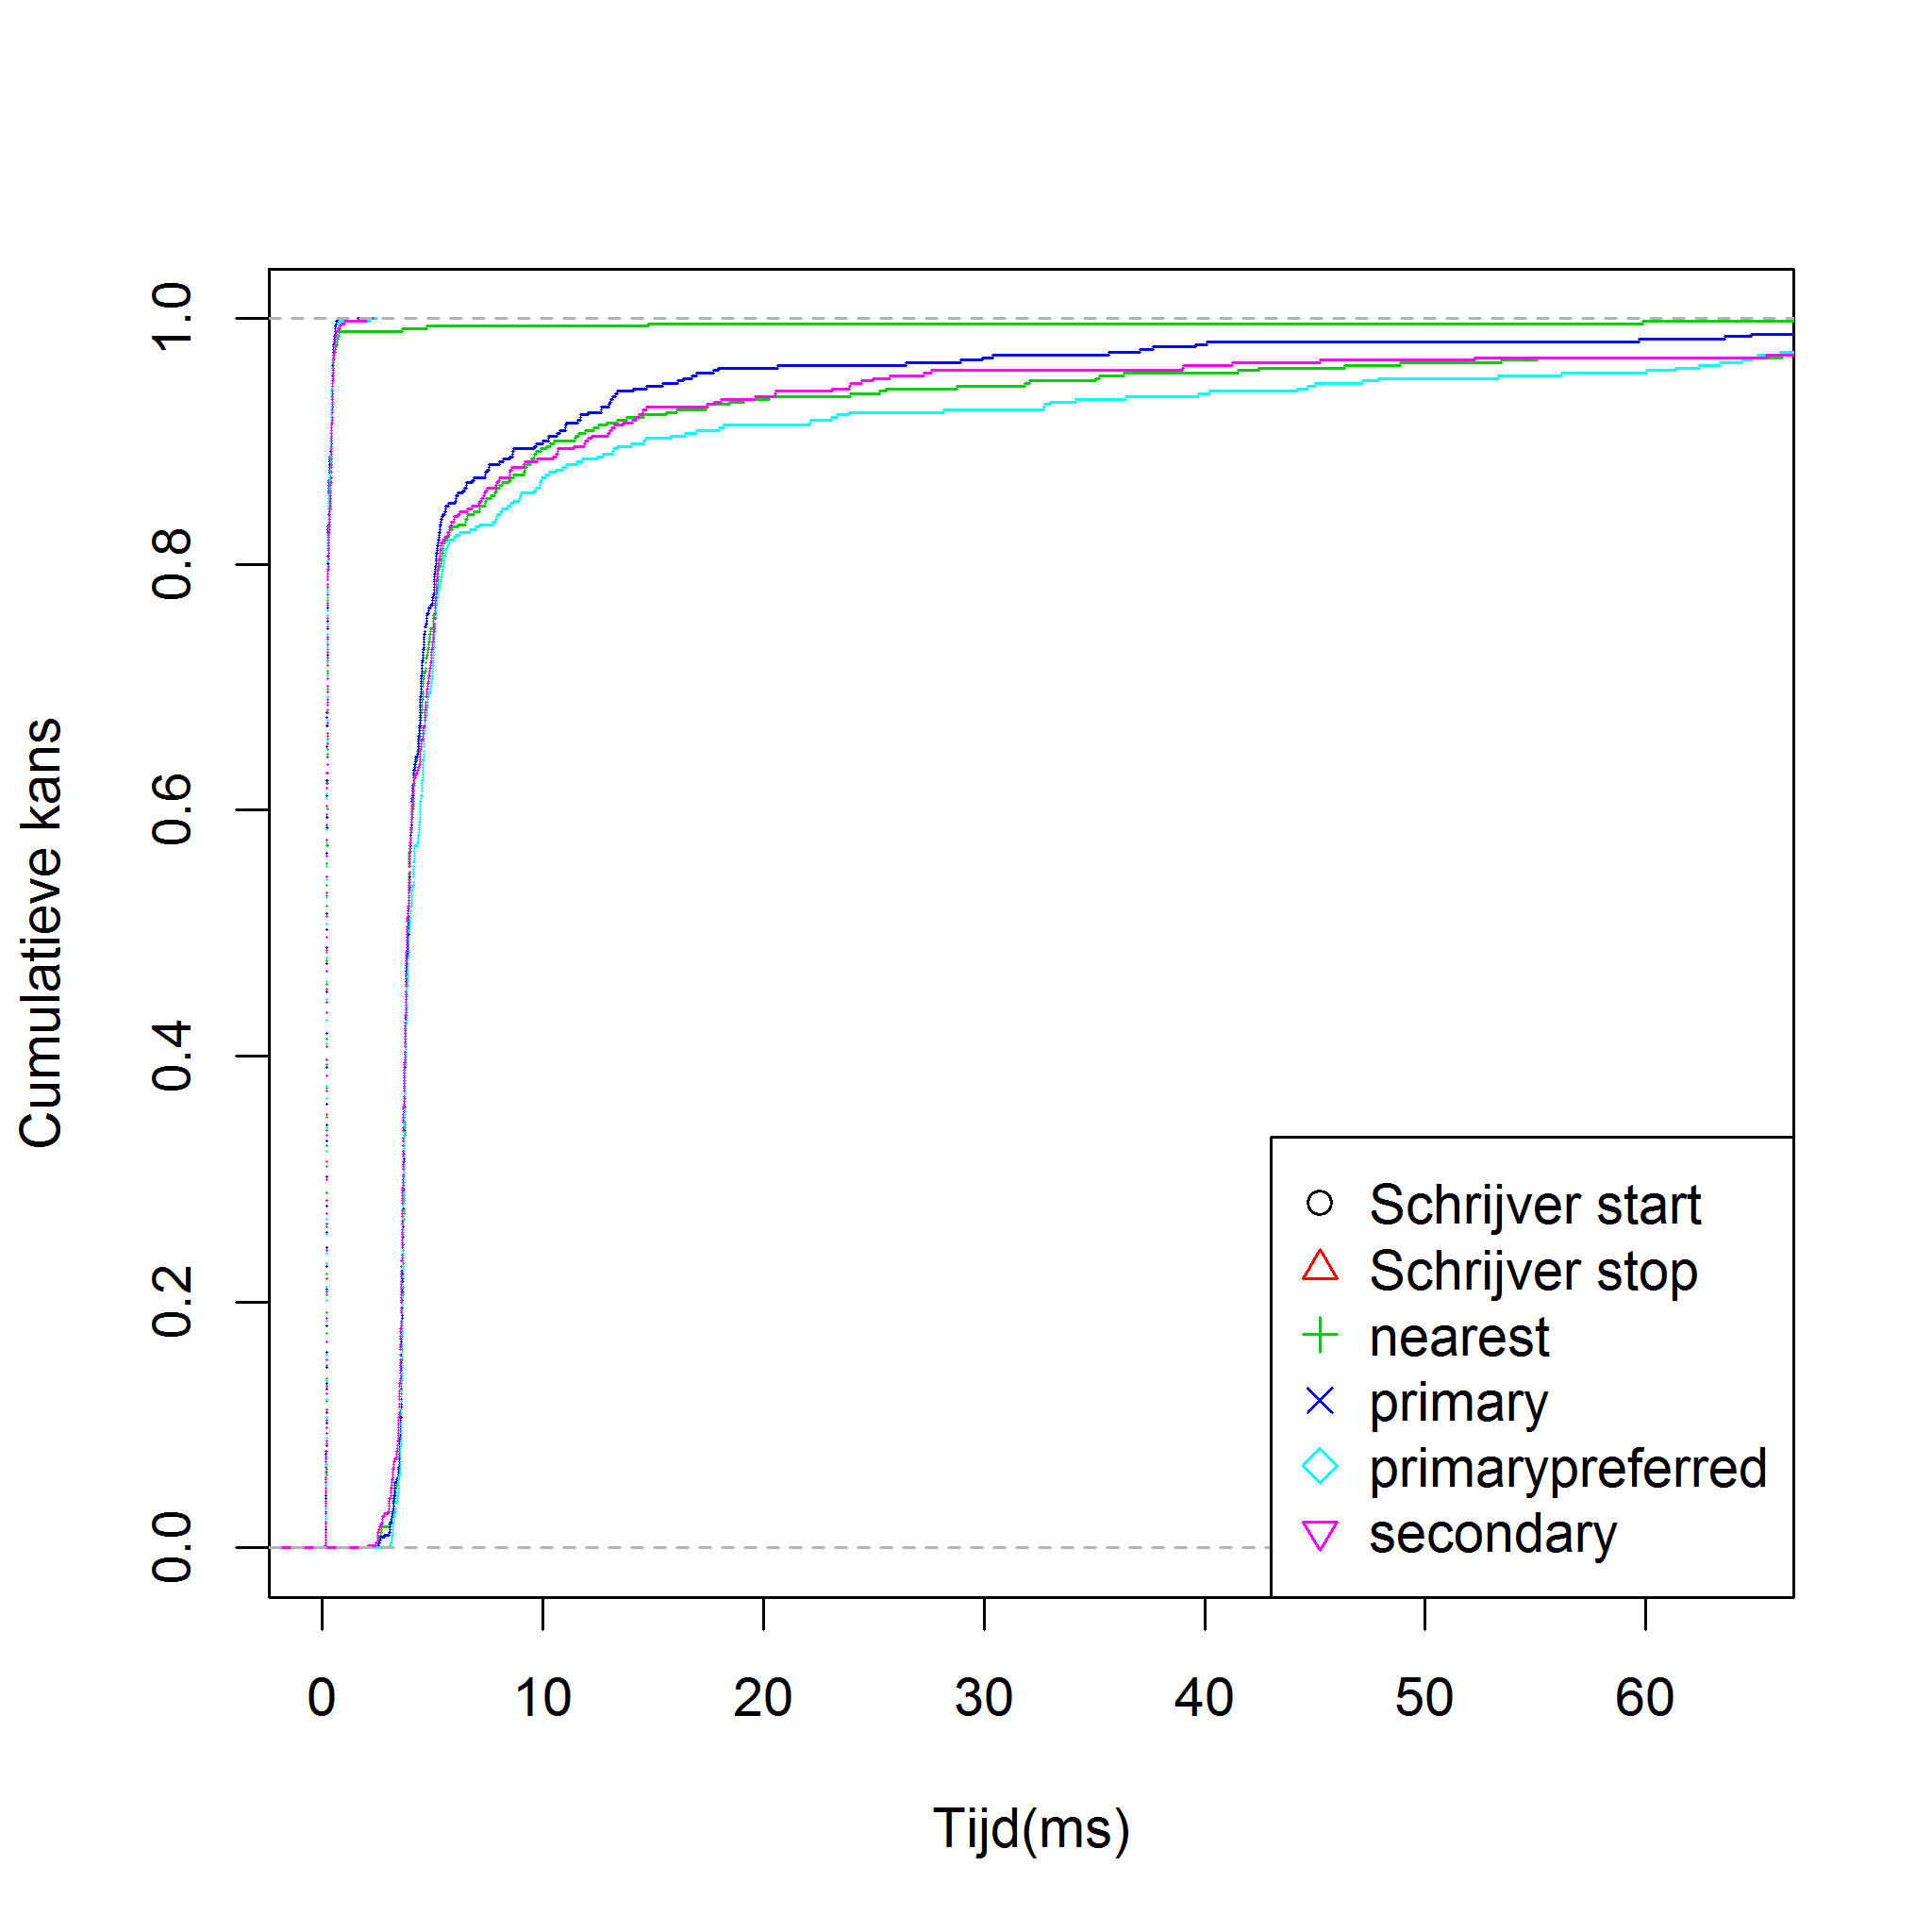 Cumulatieve kans
1.0
0.8
0.6
0.4
0.2
0.0
Schrijver start
Schrijver stop
nearest
primary
primarypreferred
secondary
0 10 20 30 40 50 60
Tijd(ms)